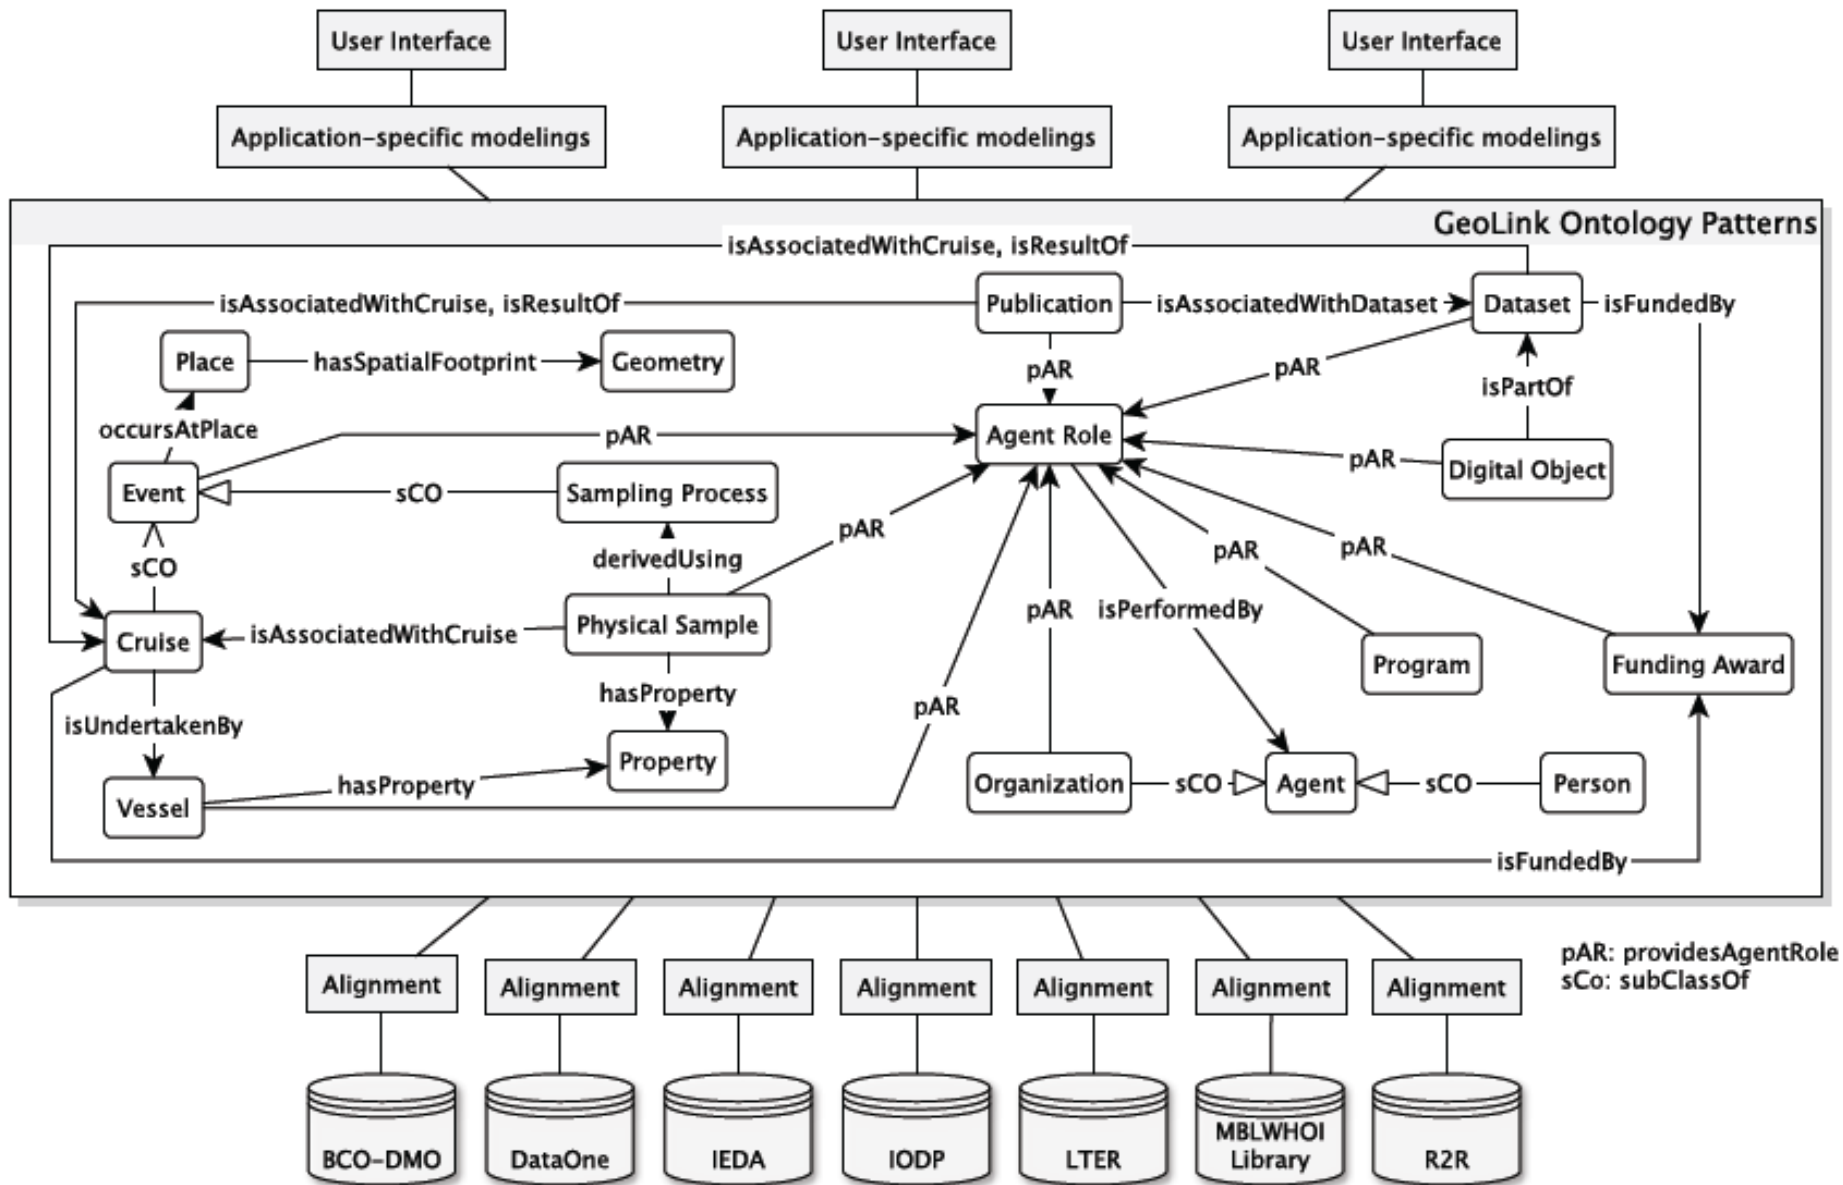 User Interface
User Interface
User Interface
Application-specific modelings
Application-specific modelings
Application-specific modelings
GeoLink Ontology Patterns
isAssociatedWithCruise, isResultOf
isAssociatedWithCruise, isResultOf
Publication
isAssociatedWithDataset
Dataset
isFundedBy
Place
hasSpatialFootprint
Geometry
pAR
pAR
isPartOf
occursAtPlace
pAR
Agent Role
pAR
Digital Object
Event
sCO
Sampling Process
pAR
derivedUsing
pAR
pAR
sCO
Cruise
isAssociatedWithCruise
Physical Sample
pAR
isPerformedBy
Program
Funding Award
hasProperty
pAR
isUndertakenBy
Property
hasProperty
Vessel
Organization
sCO
Agent
sCO
Person
isFundedBy
Alignment
Alignment
Alignment
Alignment
Alignment
Alignment
Alignment
pAR: providesAgentRole
sCo: subClassOf
BCO-DMO
DataOne
IEDA
IODP
LTER
MBLWHOI
Library
R2R